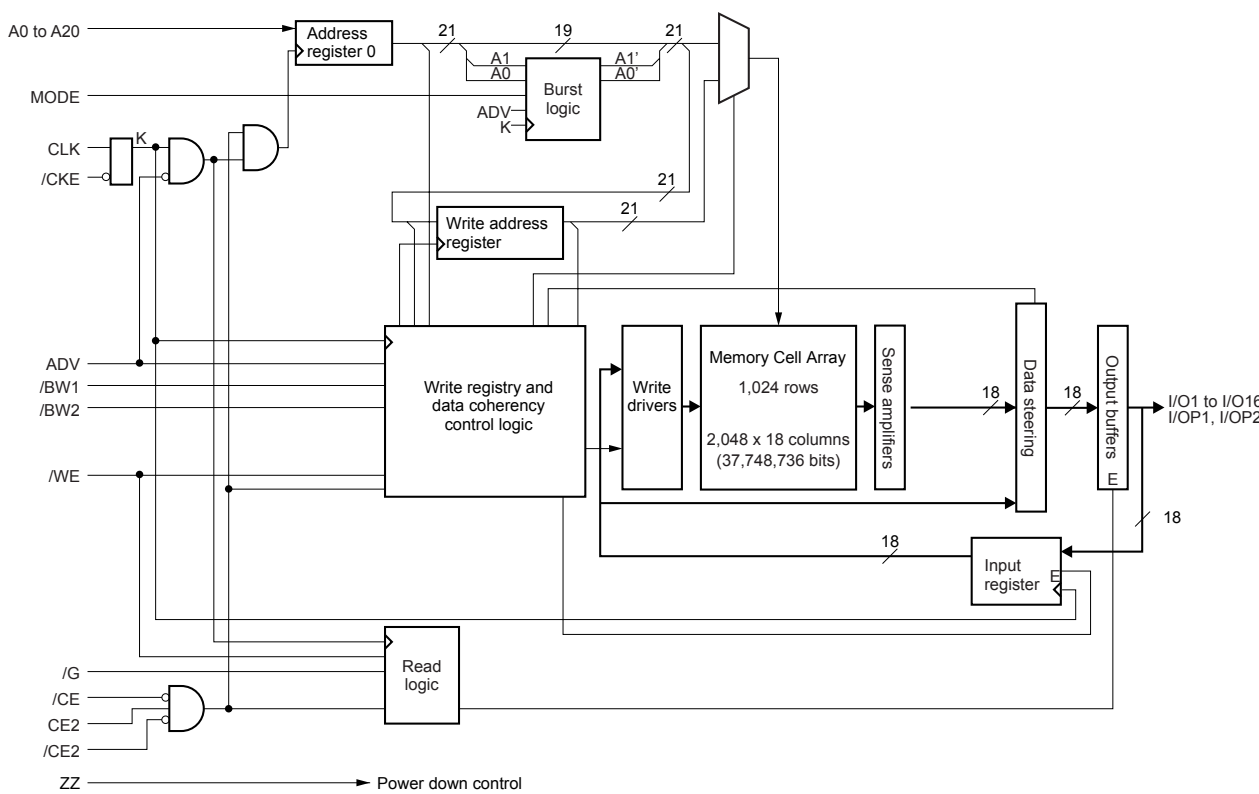 A0 to A20
Address
register 0
21
19
21
A1
A0
A1'
A0'
Burst
logic
MODE
ADV
K
K
CLK
/CKE
21
21
Write address
register
ADV
/BW1
/BW2
/WE
Write registry and
data coherency
control logic
Write
drivers
Memory Cell Array
1,024 rows
2,048 x 18 columns
(37,748,736 bits)
Sense amplifiers
18
Data steering
18
Output buffers
E
I/O1 to I/O16
I/OP1, I/OP2
18
18
Input
register
E
/G
/CE
CE2
/CE2
Read
logic
ZZ
Power down control